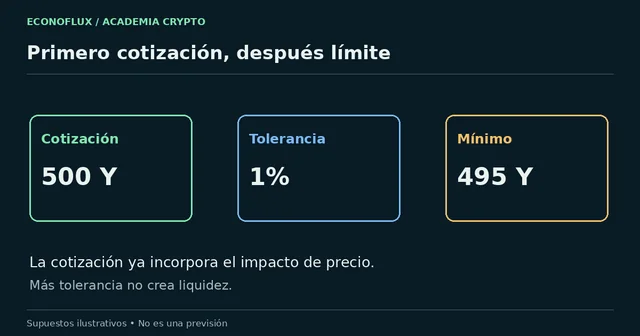 ECONOFLUX / ACADEMIA CRYPTO
Primero cotización, después límite
Cotización
500 Y
Tolerancia
1%
Mínimo
495 Y
La cotización ya incorpora el impacto de precio.
Más tolerancia no crea liquidez.
Supuestos ilustrativos • No es una previsión